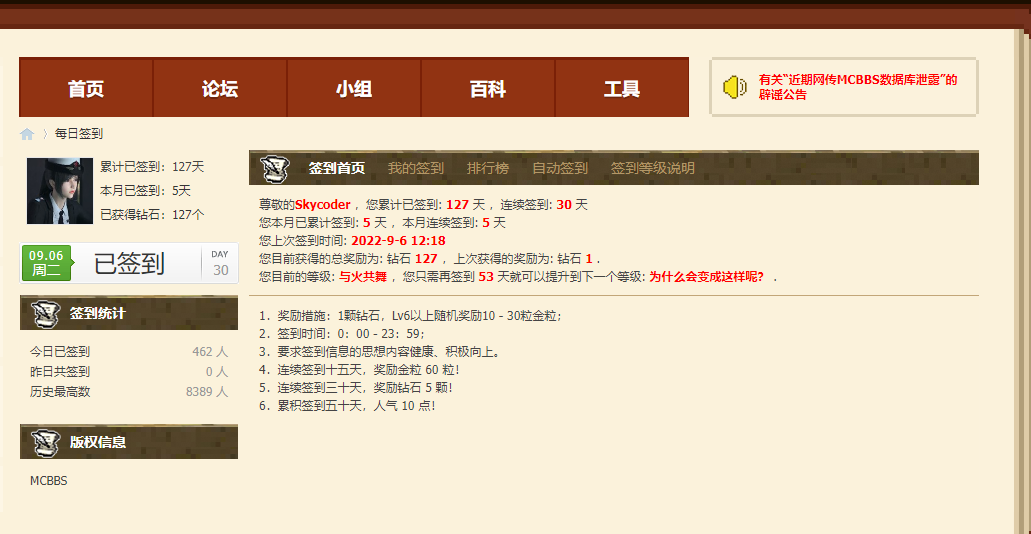 首页
论坛
小组
百科
工具
有关“近期网传MCBBS数据库泄露”的
辟谣公告
每日签到
累计已签到：127天
本月已签到：5天
已获得钻石：127个
09.06
周二
已签到
DAY
30
签到统计
今日已签到 462 人
昨日共签到 0 人
历史最高数 8389 人
版权信息
MCBBS
签到首页 我的签到 排行榜 自动签到 签到等级说明
尊敬的Skycoder ，您累计已签到: 127 天 ，连续签到: 30 天
您本月已累计签到: 5 天 ，本月连续签到: 5 天
您上次签到时间: 2022-9-6 12:18
您目前获得的总奖励为: 钻石 127 ，上次获得的奖励为: 钻石 1 .
您目前的等级: 与火共舞 ，您只需再签到 53 天就可以提升到下一个等级: 为什么会变成这样呢？ .
1．奖励措施：1颗钻石，Lv6以上随机奖励10 - 30粒金粒；
2．签到时间：0：00 - 23：59；
3．要求签到信息的思想内容健康、积极向上。
4．连续签到十五天，奖励金粒 60 粒！
5．连续签到三十天，奖励钻石 5 颗！
6．累积签到五十天，人气 10 点！